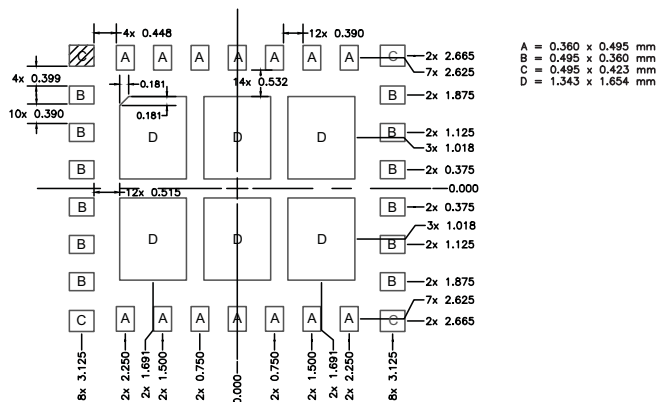 4x 0.448
12x 0.390
C A A A A A A A C
2x 2.665
7x 2.625
A = 0.360 x 0.495 mm
B = 0.495 x 0.360 mm
C = 0.495 x 0.423 mm
D = 1.343 x 1.654 mm
4x 0.399
0.181
14x 0.532
B B
2x 1.875
10x 0.390
0.181
B D D D B
2x 1.125
3x 1.018
B B
2x 0.375
12x 0.515
0.000
B B
2x 0.375
3x 1.018
B D D D B
2x 1.125
B B
2x 1.875
7x 2.625
C A A A A A A A C
2x 2.665
8x 3.125
2x 2.250
2x 1.691
2x 1.500
2x 0.750
0.000
2x 0.750
2x 1.500
2x 1.691
2x 2.250
8x 3.125